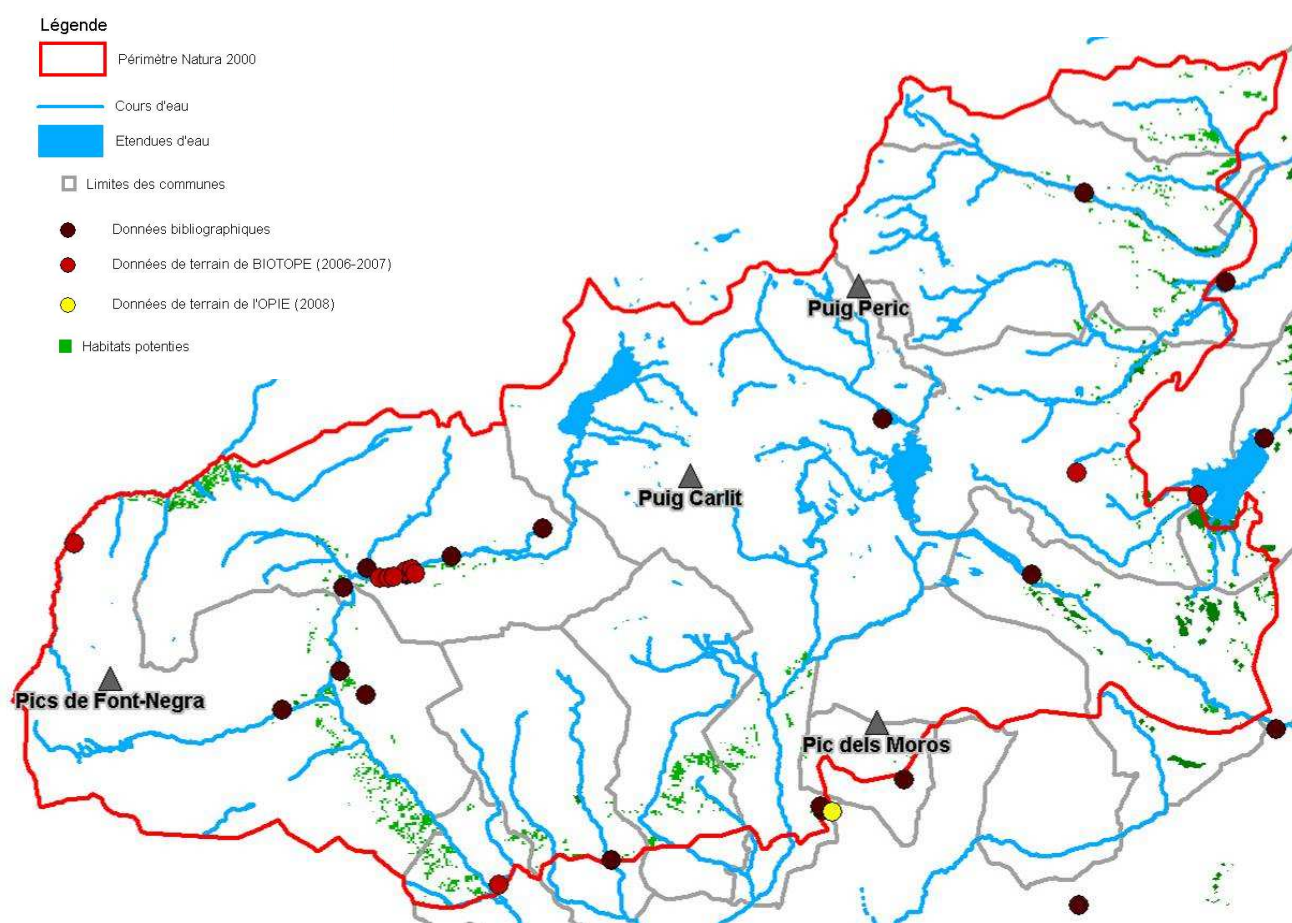 Légende
Périmètre Natura 2000
Cours d'eau
Etendues d'eau
Limites des communes
Données bibliographiques
Données de terrain de BIOTOPE (2006-2007)
Données de terrain de l'OPIE (2008)
Habitats potenties
Puig Peric
Puig Carlit
Pics de Font-Negra
Pic dels Moros